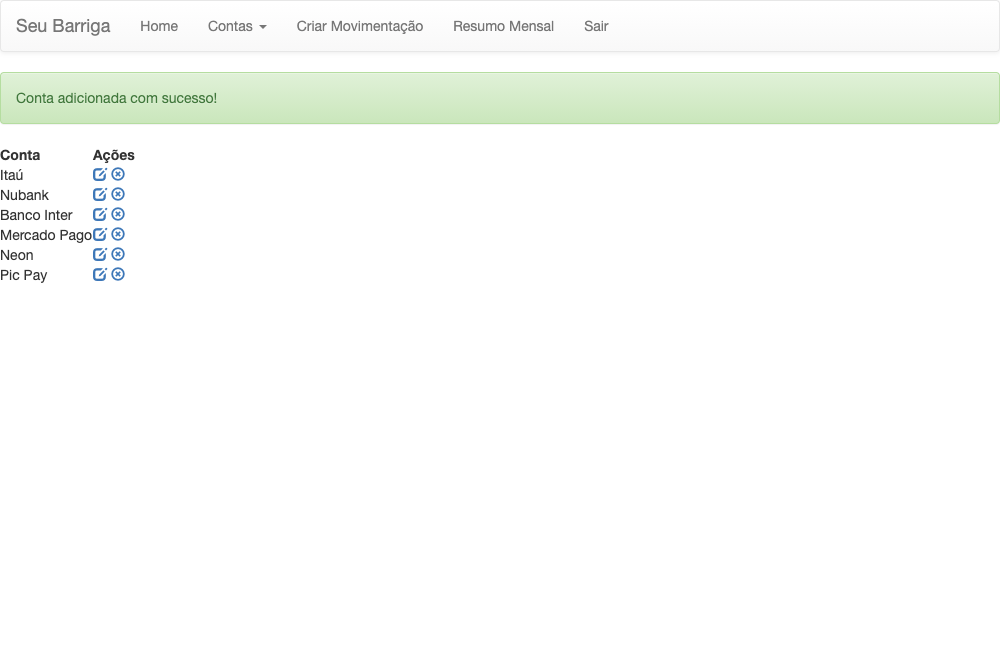 Seu Barriga Home Contas Criar Movimentação Resumo Mensal Sair
Conta adicionada com sucesso!
Conta Ações
Itaú
Nubank
Banco Inter
Mercado Pago
Neon
Pic Pay